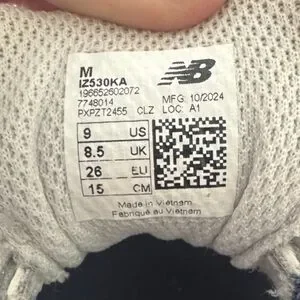 M
IZ530KA
196652602072
7748014
PXPZT2455 CLZ
MFG: 10/2024
LOC: A1
NB
9 US
8.5 UK
26 EU
15 CM
Made in Vietnam
Fabriqué au Vietnam